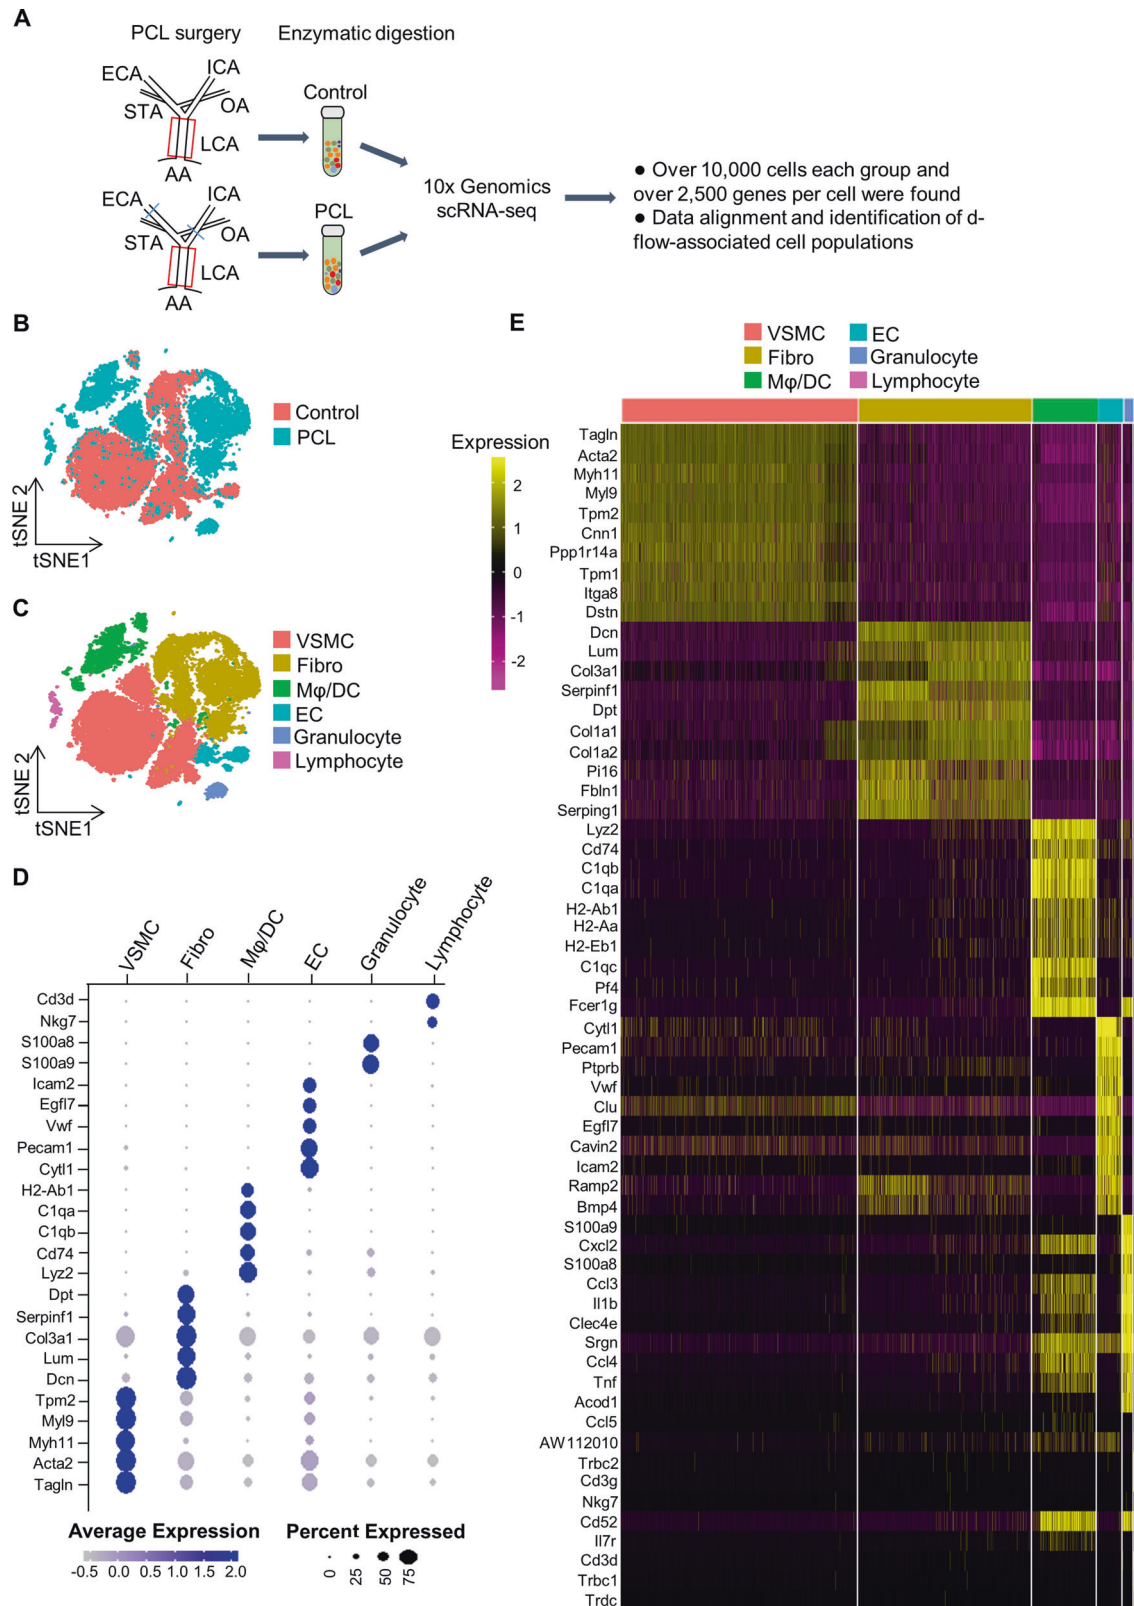 A
PCL surgery
Enzymatic digestion
ECA
ICA
STA
OA
LCA
AA
Control
ECA
ICA
STA
OA
LCA
AA
PCL
10x Genomics
scRNA-seq
● Over 10,000 cells each group and
over 2,500 genes per cell were found
● Data alignment and identification of d-
flow-associated cell populations
B
Control
PCL
tSNE 2
tSNE1
C
VSMC
Fibro
Mφ/DC
EC
Granulocyte
Lymphocyte
tSNE 2
tSNE1
D
VSMC
Fibro
Mφ/DC
EC
Granulocyte
Lymphocyte
Cd3d
Nkg7
S100a8
S100a9
Icam2
Egfl7
Vwf
Pecam1
Cytl1
H2-Ab1
C1qa
C1qb
Cd74
Lyz2
Dpt
Serpinf1
Col3a1
Lum
Dcn
Tpm2
Myl9
Myh11
Acta2
Tagln
Average Expression
-0.5 0.0 0.5 1.0 1.5 2.0
Percent Expressed
0 25 50 75
E
VSMC
Fibro
Mφ/DC
EC
Granulocyte
Lymphocyte
Expression
2
1
0
-1
-2
Tagln
Acta2
Myh11
Myl9
Tpm2
Cnn1
Ppp1r14a
Tpm1
Itga8
Dstn
Dcn
Lum
Col3a1
Serpinf1
Dpt
Col1a1
Col1a2
Pi16
Fbln1
Serping1
Lyz2
Cd74
C1qb
C1qa
H2-Ab1
H2-Aa
H2-Eb1
C1qc
Pf4
Fcer1g
Cytl1
Pecam1
Ptprb
Vwf
Clu
Egfl7
Cavin2
Icam2
Ramp2
Bmp4
S100a9
Cxcl2
S100a8
Ccl3
Il1b
Clec4e
Srgn
Ccl4
Tnf
Acod1
Ccl5
AW112010
Trbc2
Cd3g
Nkg7
Cd52
Il7r
Cd3d
Trbc1
Trdc